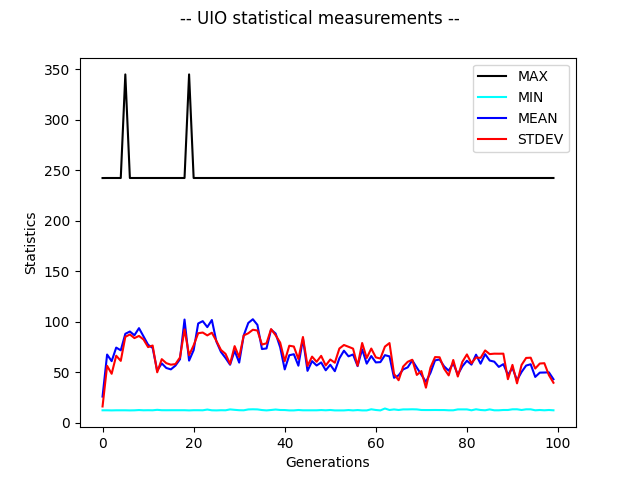 -- UIO statistical measurements --
350
300
250
200
150
100
50
0
Statistics
MAX
MIN
MEAN
STDEV
0 20 40 60 80 100
Generations